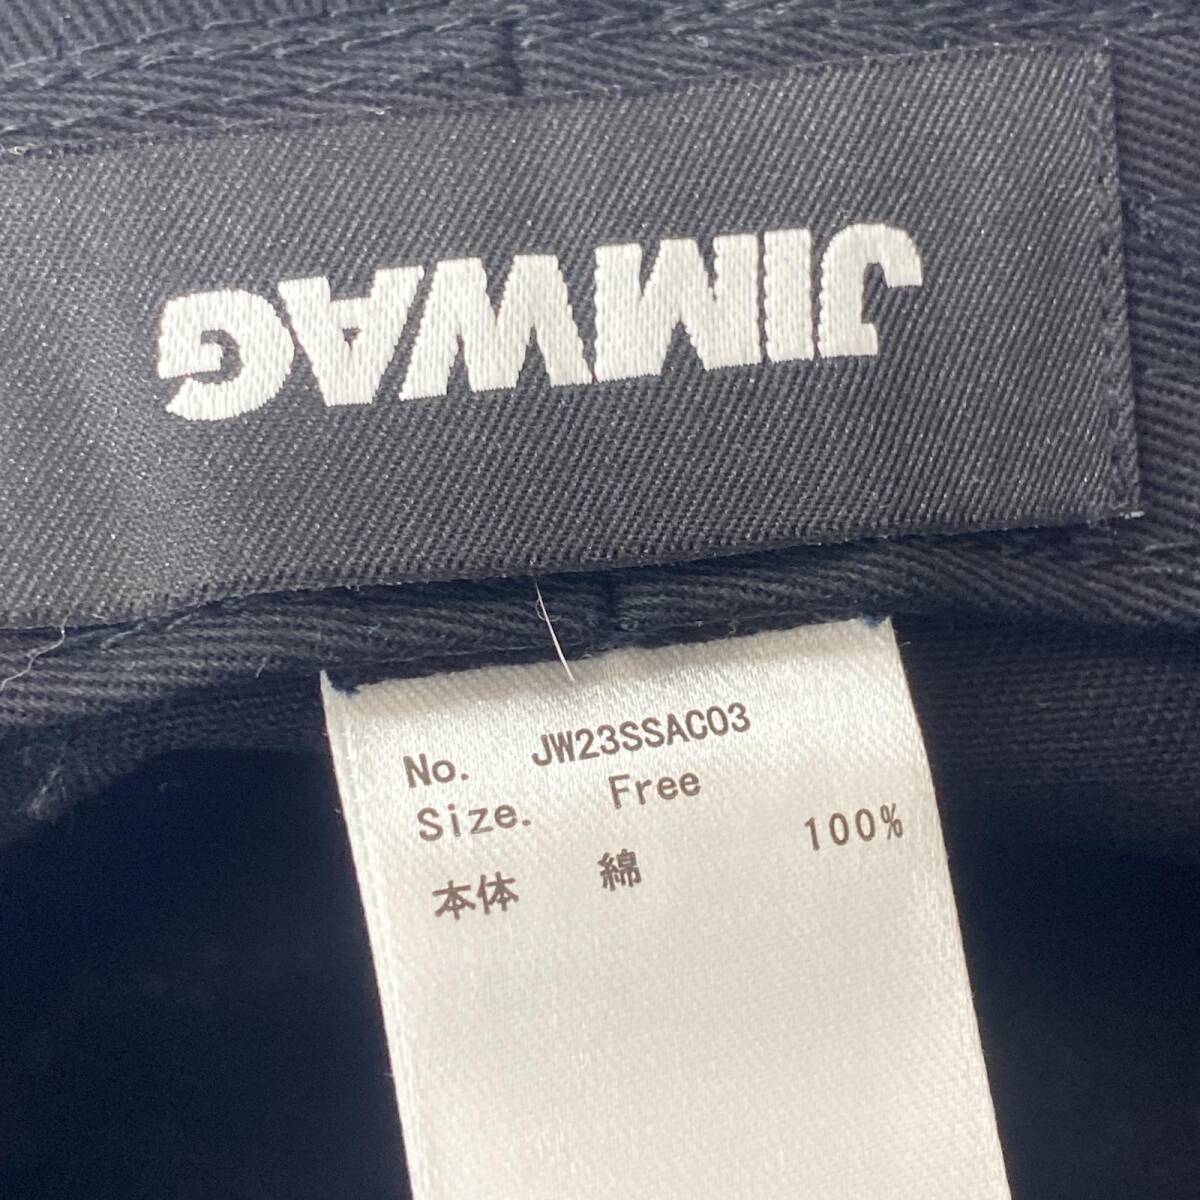 JIMWAG
No. JW23SSAC03
Size. Free
本体 綿 100%